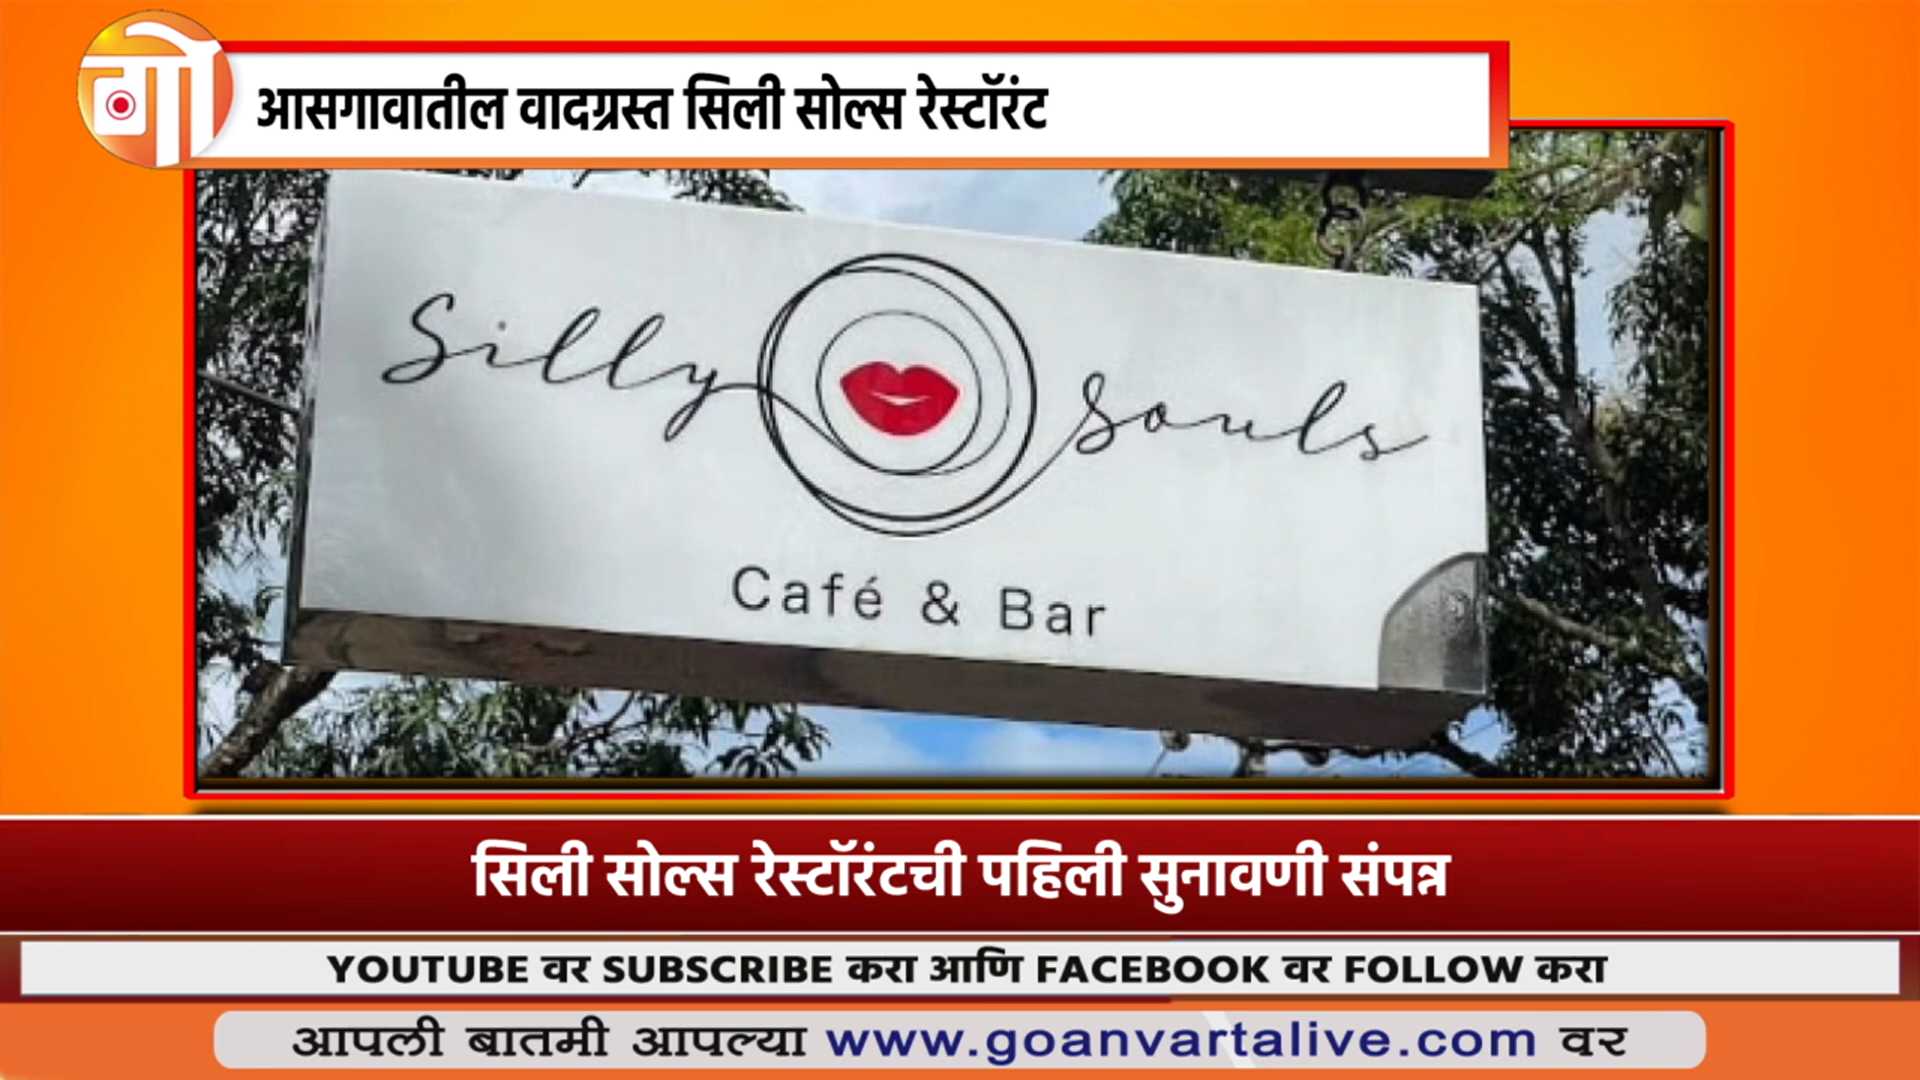 गो
आसगावातील वादग्रस्त सिली सोल्स रेस्टॉरंट
Silly Souls
Café & Bar
सिली सोल्स रेस्टॉरंटची पहिली सुनावणी संपन्न
YOUTUBE वर SUBSCRIBE करा आणि FACEBOOK वर FOLLOW करा
आपली बातमी आपल्या www.goanvartalive.com वर